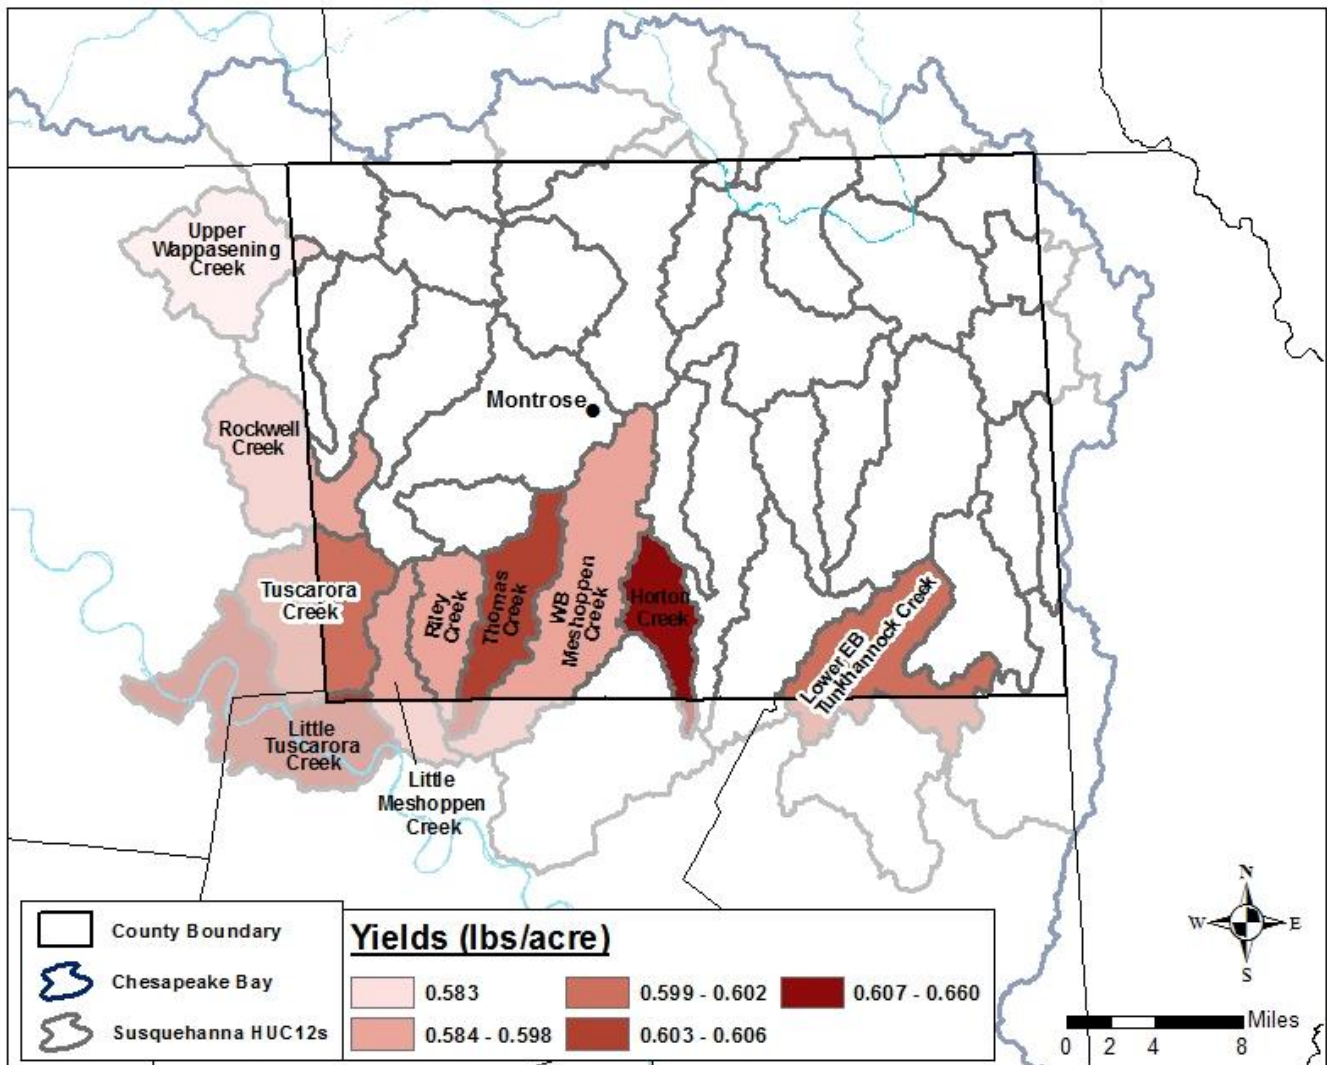 Upper
Wappasening
Creek
Montrose
Rockwell
Creek
Tuscarora
Creek
Riley
Creek
Thomas
Creek
WB
Meshoppen
Creek
Horton
Creek
Lower EB
Tunkhannock Creek
Little
Tuscarora
Creek
Little
Meshoppen
Creek
N
W E
S
County Boundary
Chesapeake Bay
Susquehanna HUC12s
Yields (lbs/acre)
0.583
0.584 - 0.598
0.599 - 0.602
0.603 - 0.606
0.607 - 0.660
Miles
0 2 4 8